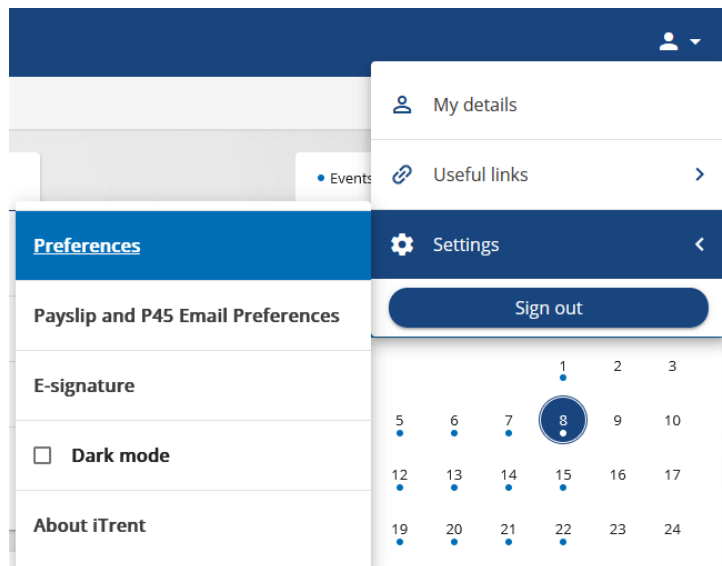 My details
Events
Useful links
Preferences
Settings
Payslip and P45 Email Preferences
Sign out
E-signature
1 2 3
5 6 7 8 9 10
Dark mode
12 13 14 15 16 17
About iTrent
19 20 21 22 23 24